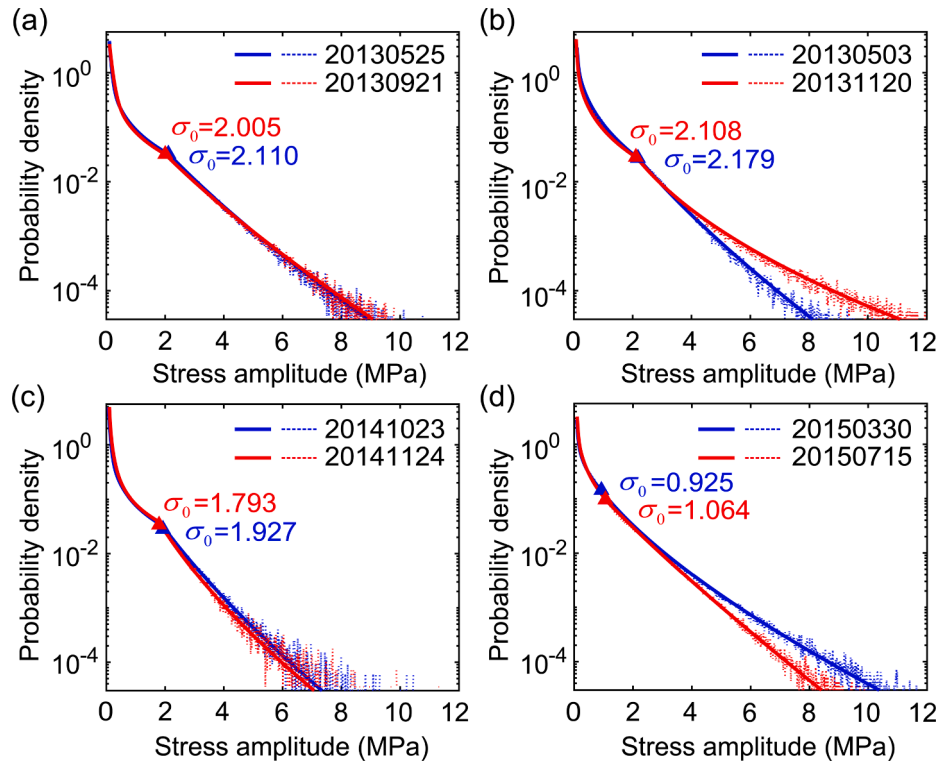 (a)
20130525
20130921
σ0=2.005
σ0=2.110
Probability density
10^0
10^-2
10^-4
0 2 4 6 8 10 12
Stress amplitude (MPa)
(b)
20130503
20131120
σ0=2.108
σ0=2.179
Probability density
10^0
10^-2
10^-4
0 2 4 6 8 10 12
Stress amplitude (MPa)
(c)
20141023
20141124
σ0=1.793
σ0=1.927
Probability density
10^0
10^-2
10^-4
0 2 4 6 8 10 12
Stress amplitude (MPa)
(d)
20150330
20150715
σ0=0.925
σ0=1.064
Probability density
10^0
10^-2
10^-4
0 2 4 6 8 10 12
Stress amplitude (MPa)